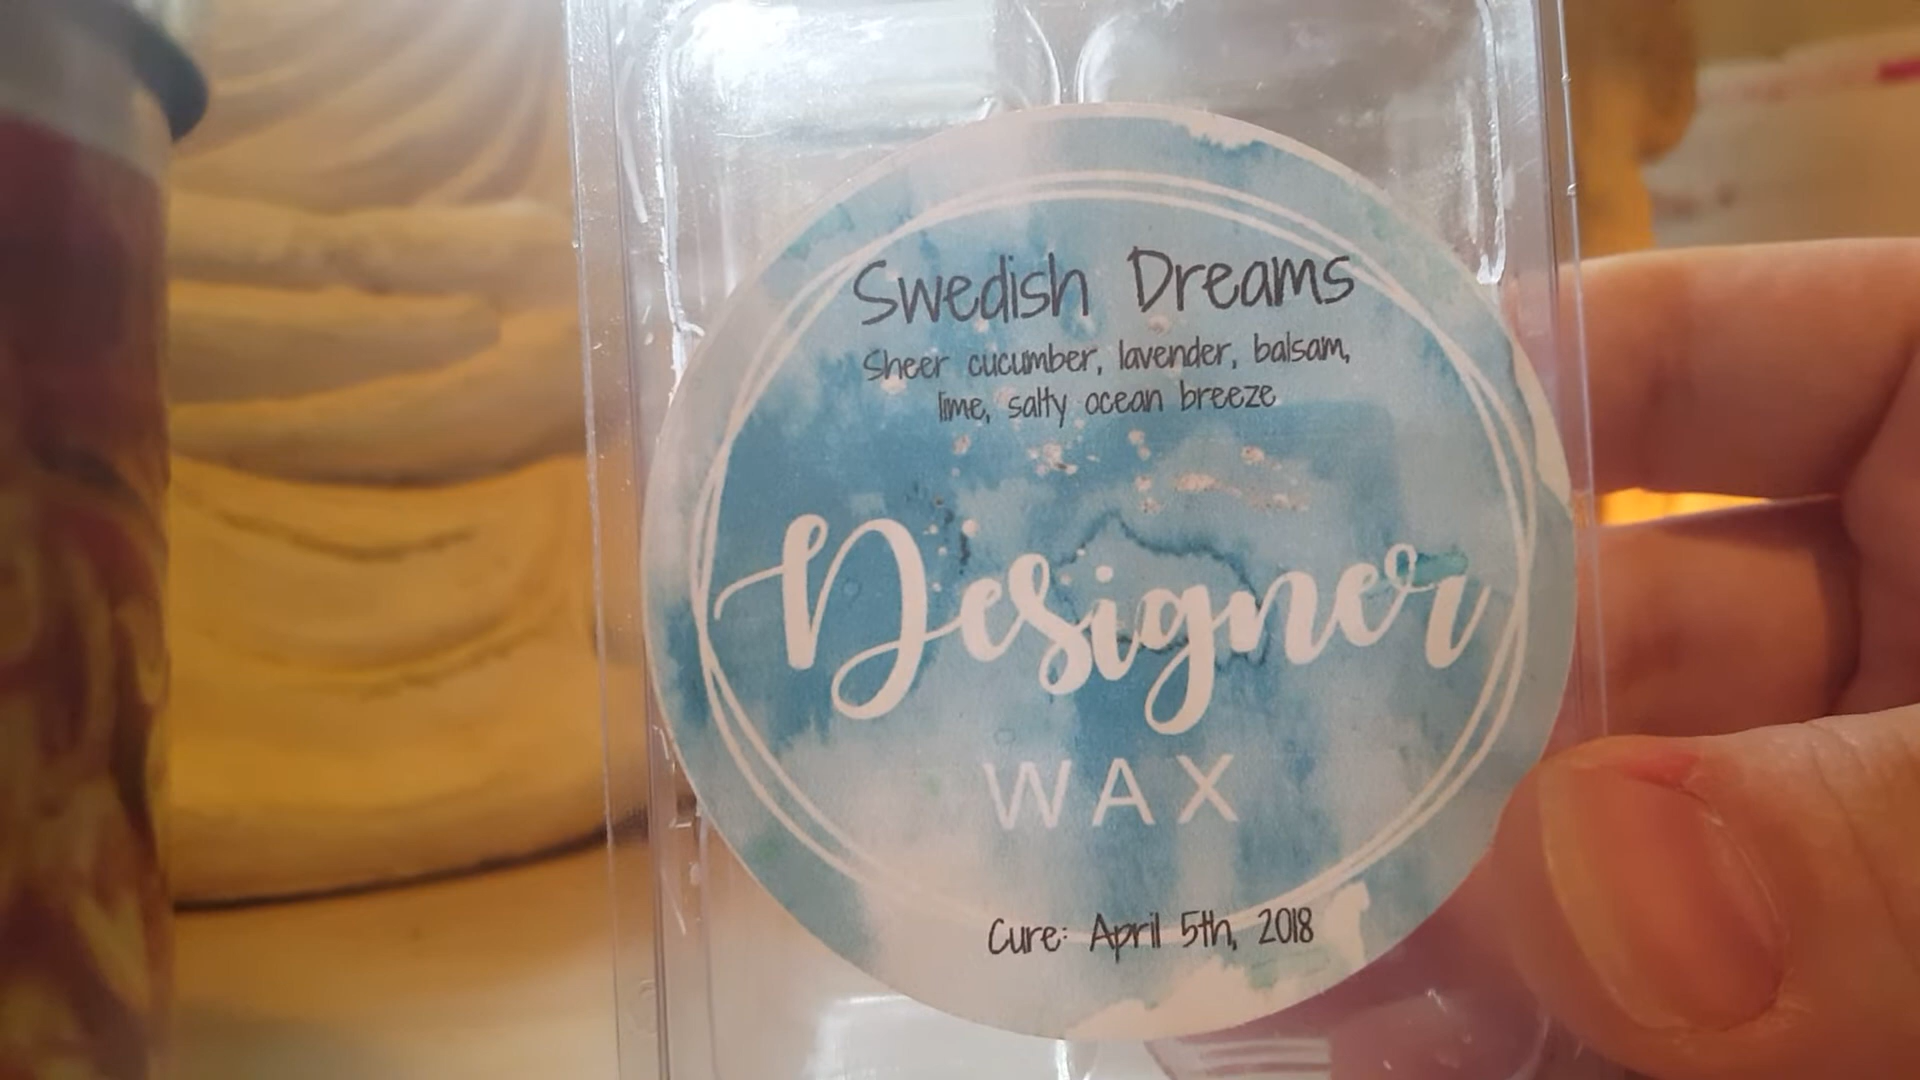 Swedish Dreams
Sheer cucumber, lavender, balsam,
lime, salty ocean breeze
Designer
WAX
Cure: April 5th, 2018